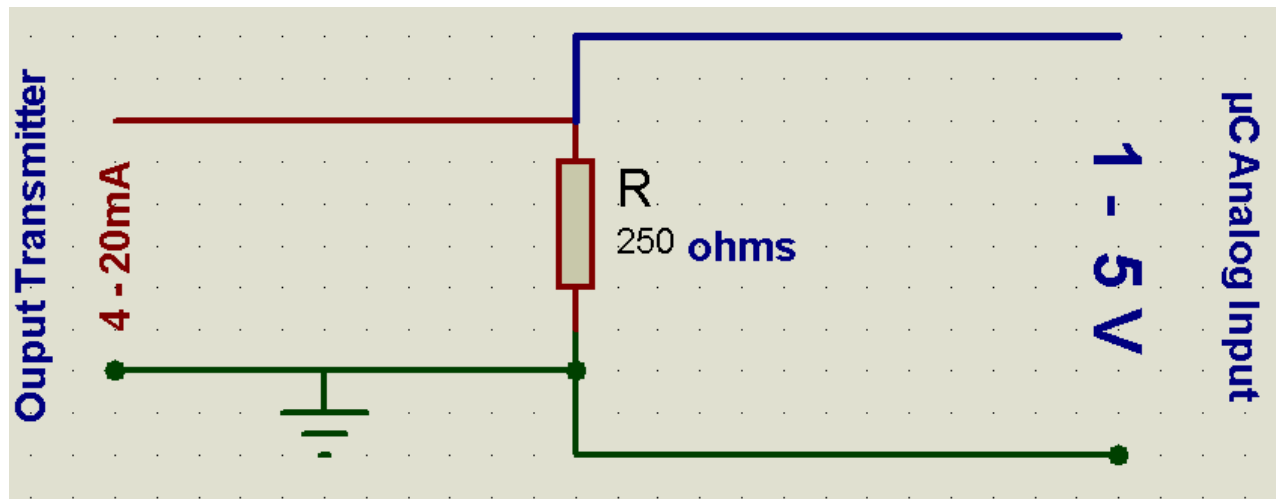 Ouput Transmitter
4 - 20mA
R
250 ohms
1 - 5 V
µC Analog Input